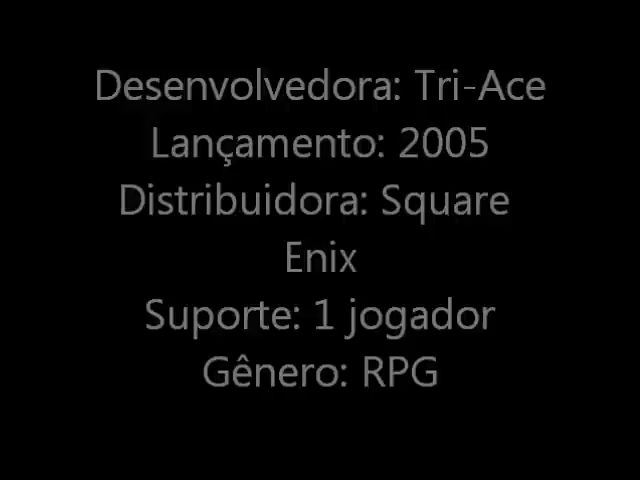 Desenvolvedora: Tri-Ace
Lançamento: 2005
Distribuidora: Square
Enix
Suporte: 1 jogador
Gênero: RPG